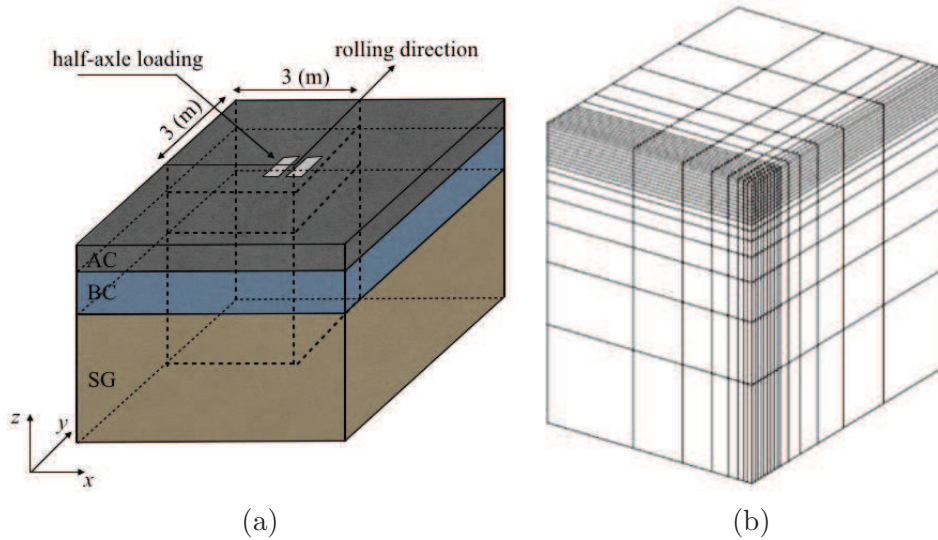 rolling direction
half-axle loading
3 (m)
3 (m)
AC
BC
SG
z
y
x
(a)
(b)